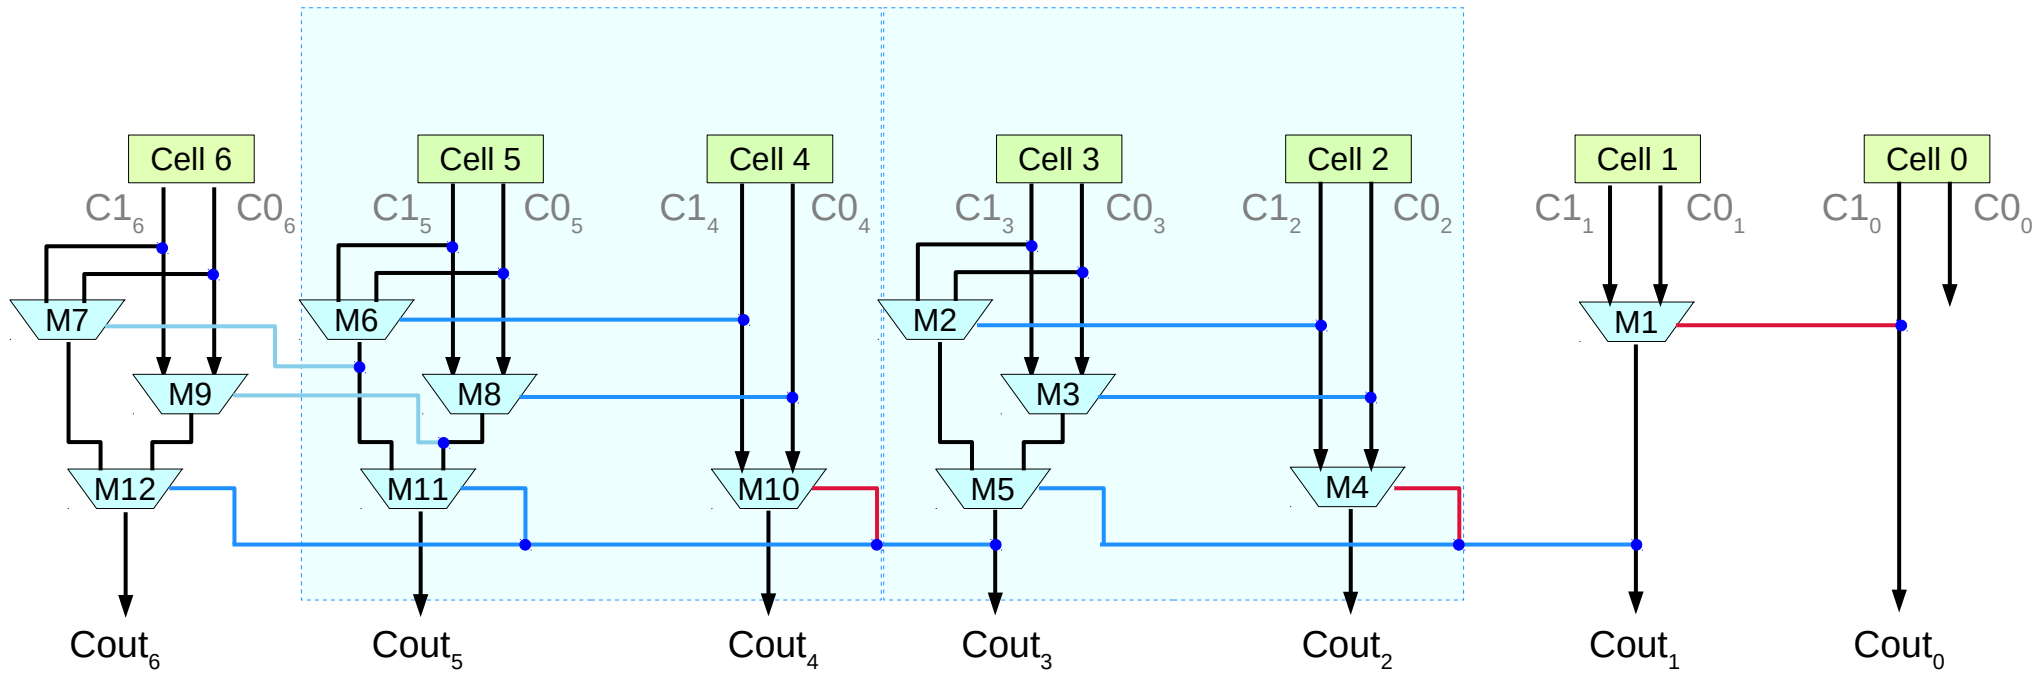 Cell 6 Cell 5 Cell 4 Cell 3 Cell 2 Cell 1 Cell 0
C1₆ C0₆ C1₅ C0₅ C1₄ C0₄ C1₃ C0₃ C1₂ C0₂ C1₁ C0₁ C1₀ C0₀
M7 M6 M2 M1
M9 M8 M3
M12 M11 M10 M5 M4
Cout₆ Cout₅ Cout₄ Cout₃ Cout₂ Cout₁ Cout₀